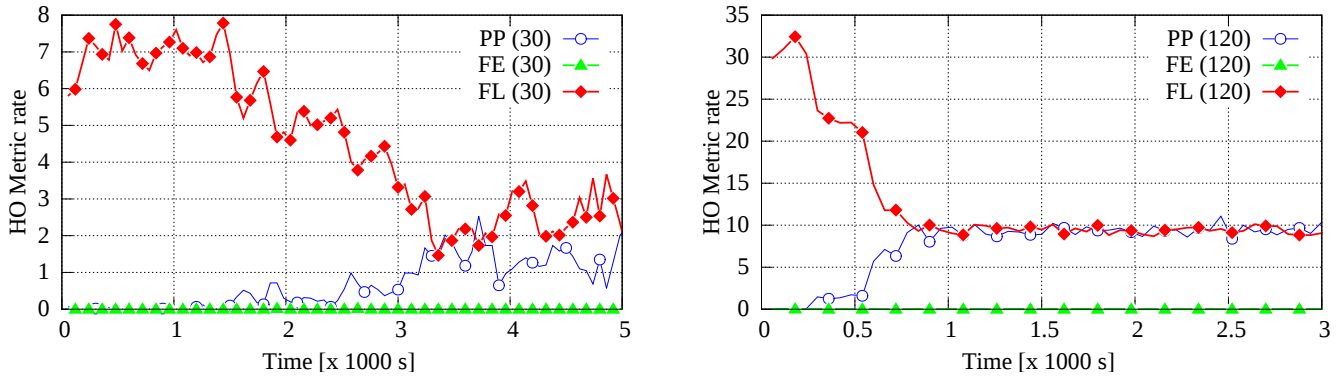 HO Metric rate
8
7
6
5
4
3
2
1
0
PP (30)
FE (30)
FL (30)
0 1 2 3 4 5
Time [x 1000 s]
HO Metric rate
35
30
25
20
15
10
5
0
PP (120)
FE (120)
FL (120)
0 0.5 1 1.5 2 2.5 3
Time [x 1000 s]